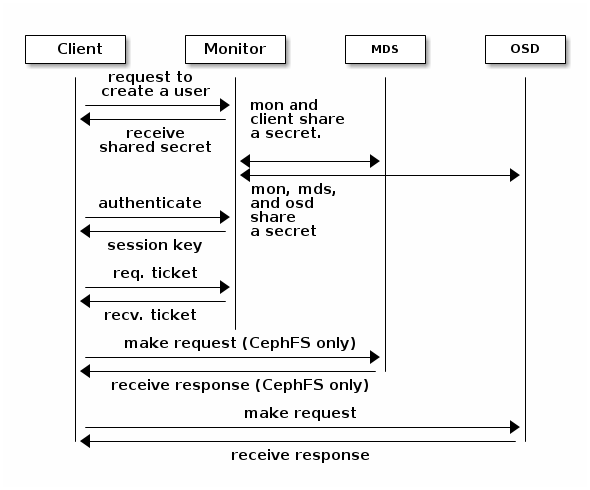 Client
Monitor
MDS
OSD
request to
create a user
mon and
client share
a secret.
receive
shared secret
mon, mds,
and osd
share
a secret
authenticate
session key
req. ticket
recv. ticket
make request (CephFS only)
receive response (CephFS only)
make request
receive response